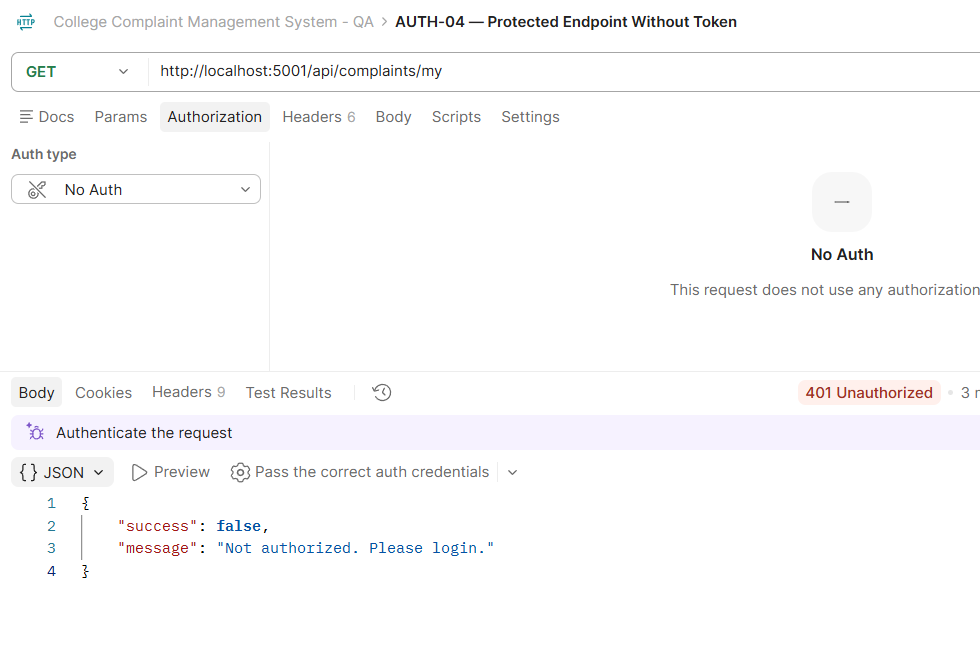 HTTP College Complaint Management System - QA > AUTH-04 — Protected Endpoint Without Token
GET http://localhost:5001/api/complaints/my
Docs Params Authorization Headers 6 Body Scripts Settings
Auth type
No Auth
No Auth
This request does not use any authorization
Body Cookies Headers 9 Test Results 401 Unauthorized • 3
Authenticate the request
{} JSON Preview Pass the correct auth credentials
1 {
2 "success": false,
3 "message": "Not authorized. Please login."
4 }